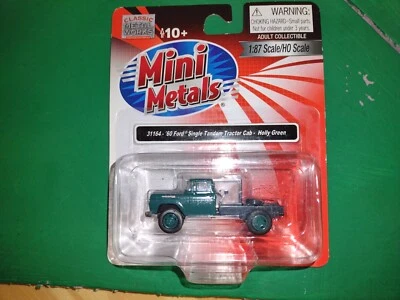 CLASSIC
Metal
Works
10+
WARNING:
CHOKING HAZARD-Small parts.
Not for children under 3 years.
ADULT COLLECTIBLE
1:87 Scale/HO Scale
Mini
Metals
31164 - '60 Ford® Single Tandem Tractor Cab - Holly Green